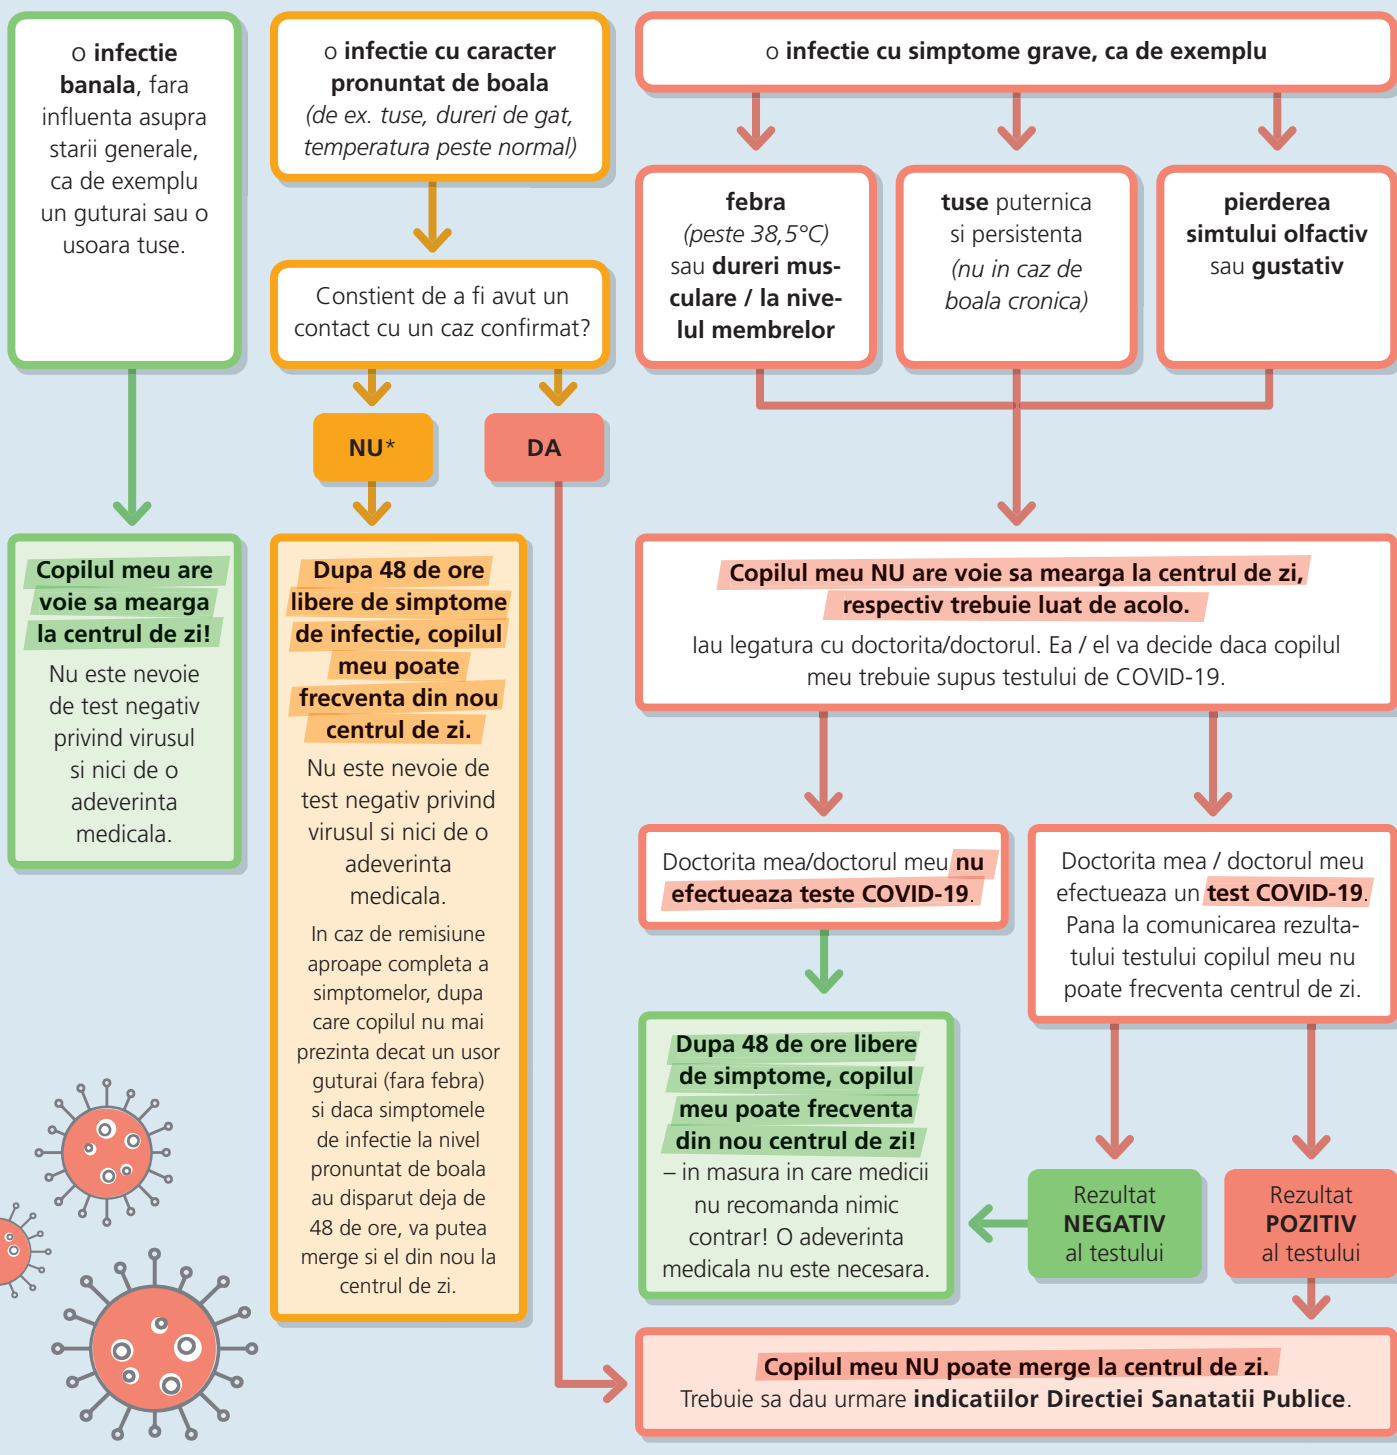 o infectie
banala, fara
influenta asupra
starii generale,
ca de exemplu
un guturai sau o
usoara tuse.
Copilul meu are
voie sa mearga
la centrul de zi!
Nu este nevoie
de test negativ
privind virusul
si nici de o
adeverinta
medicala.
o infectie cu caracter
pronuntat de boala
(de ex. tuse, dureri de gat,
temperatura peste normal)
Constient de a fi avut un
contact cu un caz confirmat?
NU*
DA
Dupa 48 de ore
libere de simptome
de infectie, copilul
meu poate
frecventa din nou
centrul de zi.
Nu este nevoie de
test negativ privind
virusul si nici de o
adeverinta
medicala.
In caz de remisiune
aproape completa a
simptomelor, dupa
care copilul nu mai
prezinta decat un usor
guturai (fara febra)
si daca simptomele
de infectie la nivel
pronuntat de boala
au disparut deja de
48 de ore, va putea
merge si el din nou la
centrul de zi.
o infectie cu simptome grave, ca de exemplu
febra
(peste 38,5°C)
sau dureri mus-
culare / la nive-
lul membrelor
tuse puternica
si persistenta
(nu in caz de
boala cronica)
pierderea
simtului olfactiv
sau gustativ
Copilul meu NU are voie sa mearga la centrul de zi,
respectiv trebuie luat de acolo.
Iau legatura cu doctorita/doctorul. Ea / el va decide daca copilul
meu trebuie supus testului de COVID-19.
Doctorita mea/doctorul meu nu
efectueaza teste COVID-19.
Doctorita mea / doctorul meu
efectueaza un test COVID-19.
Pana la comunicarea rezulta-
tului testului copilul meu nu
poate frecventa centrul de zi.
Dupa 48 de ore libere
de simptome, copilul
meu poate frecventa
din nou centrul de zi!
– in masura in care medicii
nu recomanda nimic
contrar! O adeverinta
medicala nu este necesara.
Rezultat
NEGATIV
al testului
Rezultat
POZITIV
al testului
Copilul meu NU poate merge la centrul de zi.
Trebuie sa dau urmare indicatiilor Directiei Sanatatii Publice.